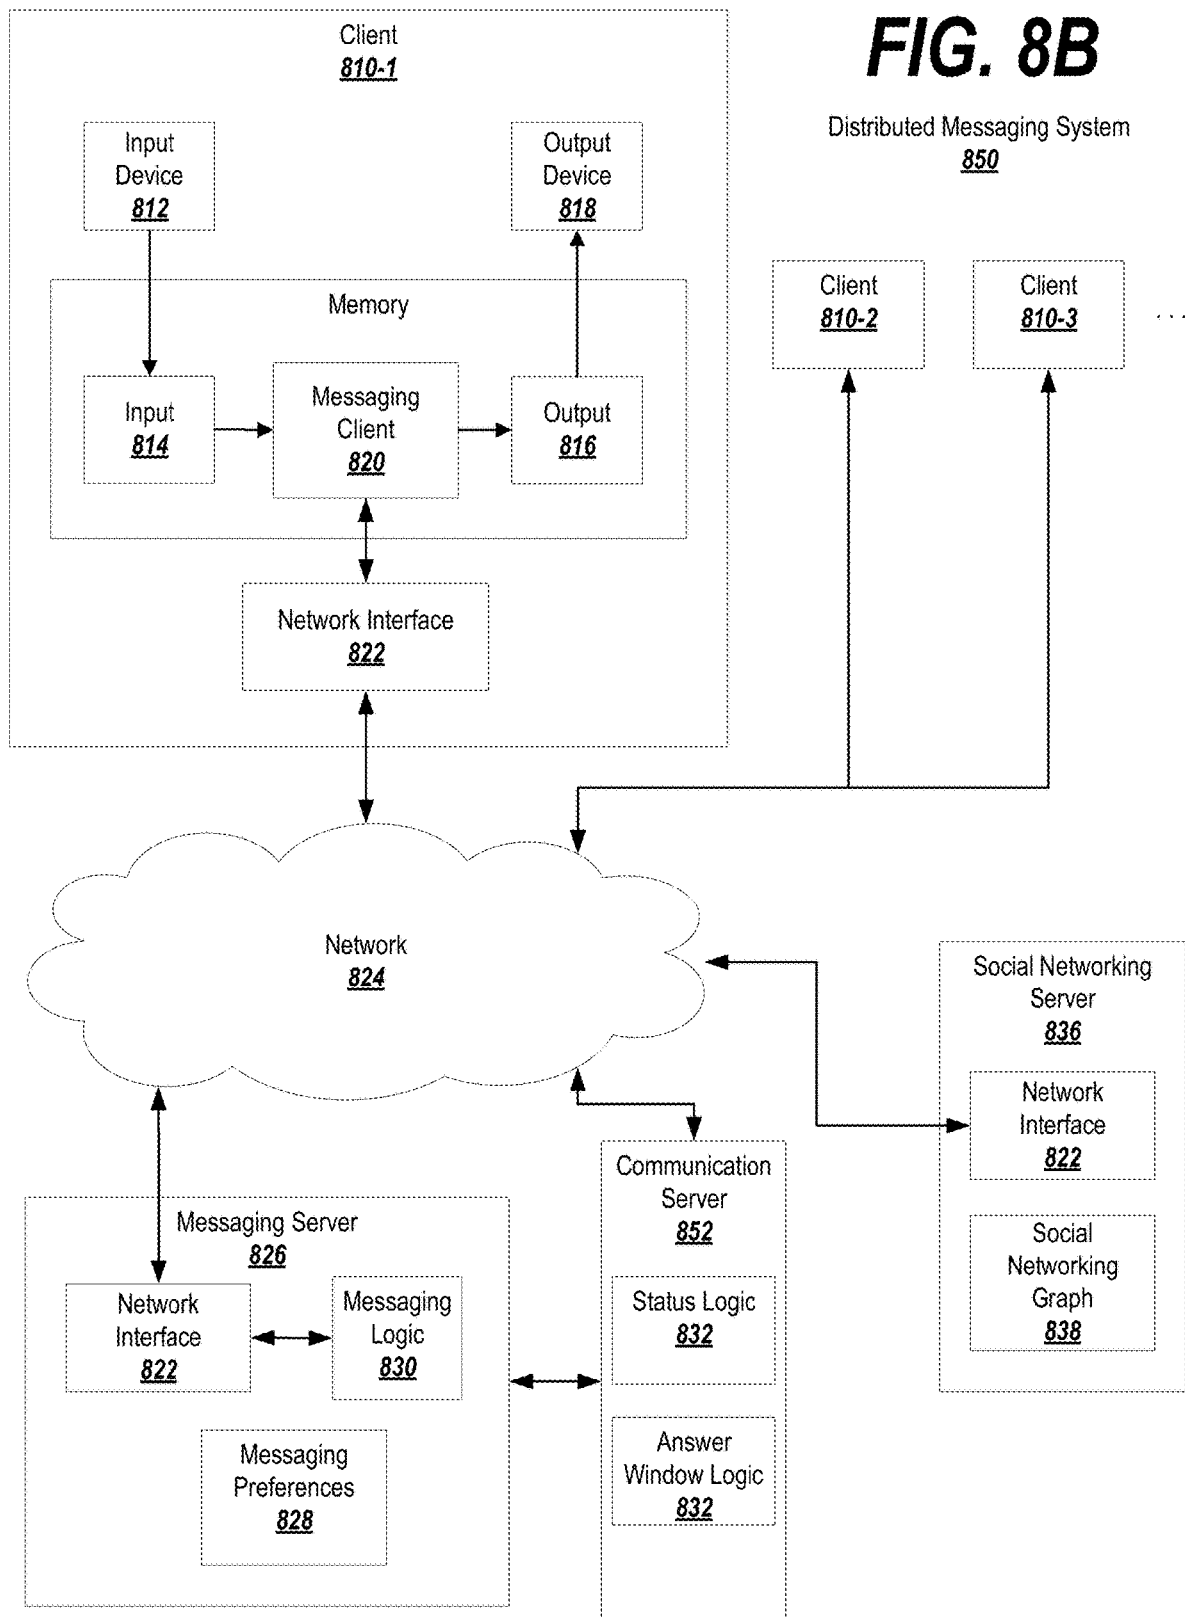 FIG. 8B
Distributed Messaging System
850
Client
810-1
Input
Device
812
Output
Device
818
Memory
Input
814
Messaging
Client
820
Output
816
Network Interface
822
Client
810-2
Client
810-3
. . .
Network
824
Social Networking
Server
836
Network
Interface
822
Social
Networking
Graph
838
Messaging Server
826
Network
Interface
822
Messaging
Logic
830
Messaging
Preferences
828
Communication
Server
852
Status Logic
832
Answer
Window Logic
832